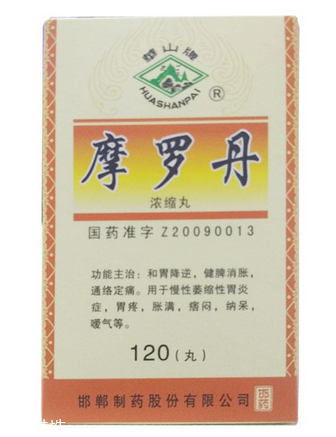 華山牌
HUASHANPAI
®
摩罗丹
浓缩丸
国药准字 Z20090013
功能主治：和胃降逆，健脾消胀，
通络定痛。用于慢性萎缩性胃炎
症，胃疼，胀满，痞闷，纳呆，
嗳气等。
120(丸)
邯郸制药股份有限公司
邯药